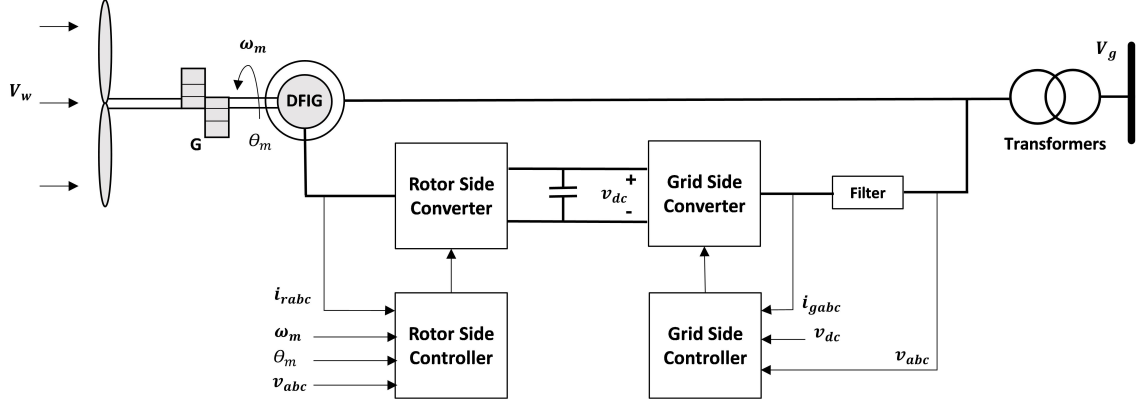 V_w
ω_m
DFIG
G
θ_m
V_g
Transformers
Rotor Side
Converter
+
v_dc
-
Grid Side
Converter
Filter
i_rabc
ω_m
θ_m
v_abc
Rotor Side
Controller
Grid Side
Controller
i_gabc
v_dc
v_abc